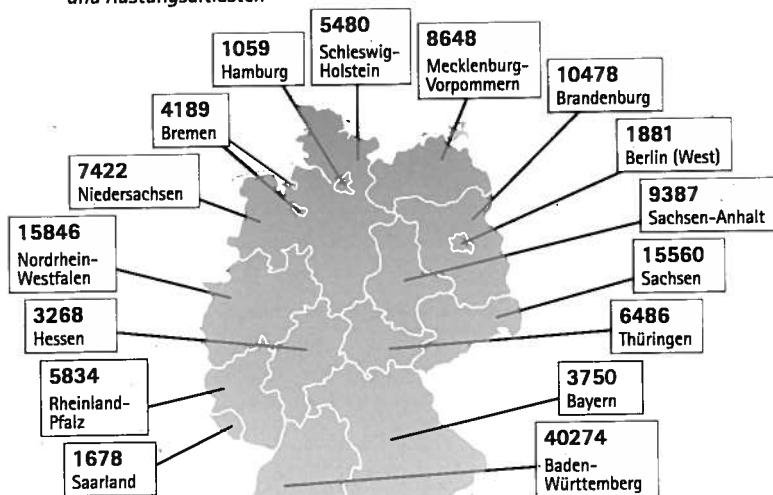 und Rüstungsaltlasten
5480
Schleswig-
Holstein
1059
Hamburg
8648
Mecklenburg-
Vorpommern
10478
Brandenburg
4189
Bremen
1881
Berlin (West)
7422
Niedersachsen
9387
Sachsen-Anhalt
15846
Nordrhein-
Westfalen
15560
Sachsen
3268
Hessen
6486
Thüringen
5834
Rheinland-
Pfalz
3750
Bayern
1678
Saarland
40274
Baden-
Württemberg